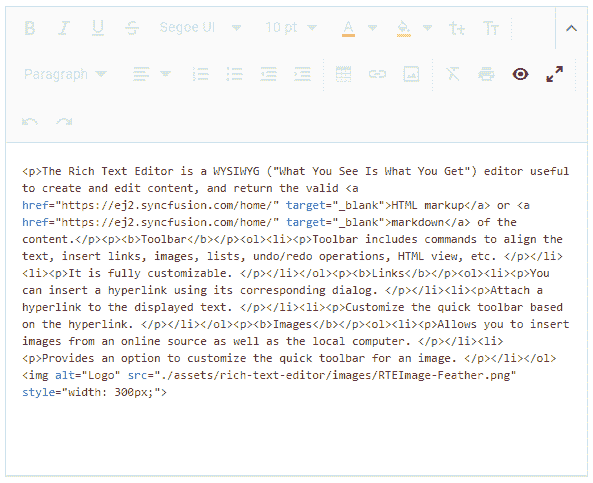 B I U S Segoe UI 10 pt A tt Tt
Paragraph
<p>The Rich Text Editor is a WYSIWYG ("What You See Is What You Get") editor useful
to create and edit content, and return the valid <a
href="https://ej2.syncfusion.com/home/" target="_blank">HTML markup</a> or <a
href="https://ej2.syncfusion.com/home/" target="_blank">markdown</a> of the
content.</p><p><b>Toolbar</b></p><ol><li><p>Toolbar includes commands to align the
text, insert links, images, lists, undo/redo operations, HTML view, etc. </p></li>
<li><p>It is fully customizable. </p></li></ol><p><b>Links</b></p><ol><li><p>You
can insert a hyperlink using its corresponding dialog. </p></li><li><p>Attach a
hyperlink to the displayed text. </p></li><li><p>Customize the quick toolbar based
on the hyperlink. </p></li></ol><p><b>Images</b></p><ol><li><p>Allows you to insert
images from an online source as well as the local computer. </p></li><li>
<p>Provides an option to customize the quick toolbar for an image. </p></li></ol>
<img alt="Logo" src="./assets/rich-text-editor/images/RTEImage-Feather.png"
style="width: 300px;">